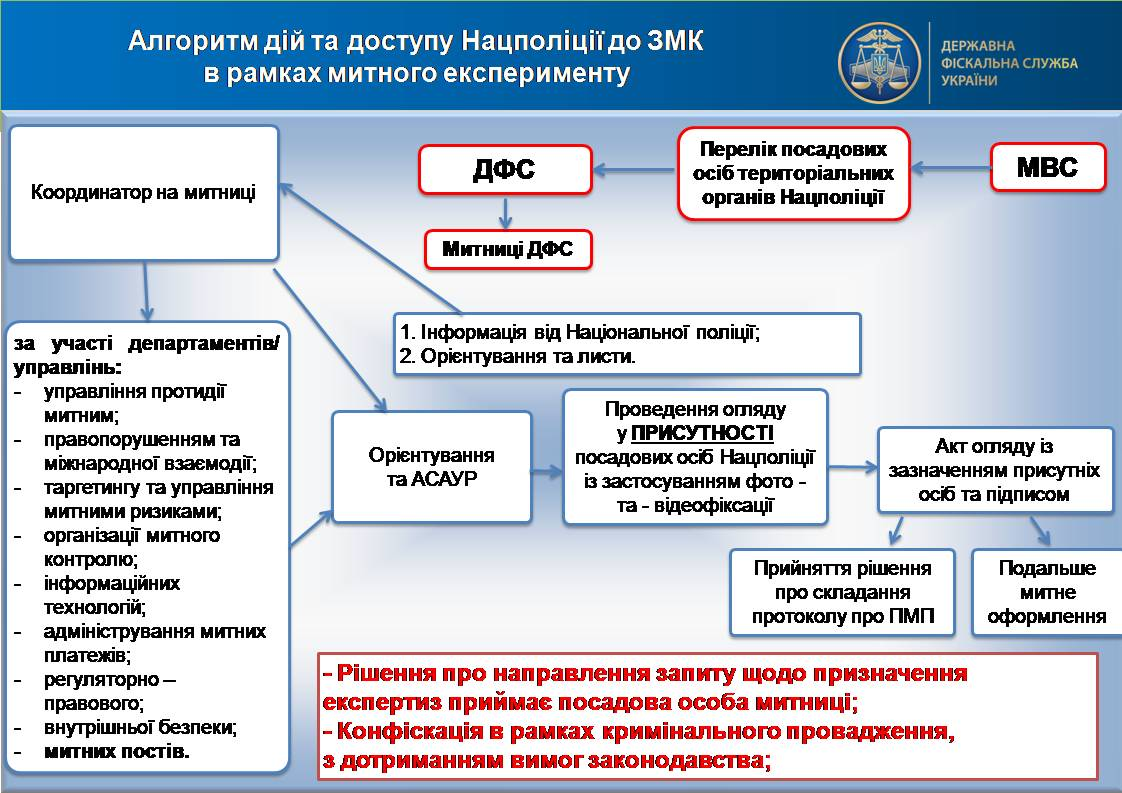 Алгоритм дій та доступу Нацполіції до ЗМК
в рамках митного експерименту
ДЕРЖАВНА
ФІСКАЛЬНА СЛУЖБА
УКРАЇНИ
Координатор на митниці
ДФС
Перелік посадових
осіб територіальних
органів Нацполіції
МВС
Митниці ДФС
1. Інформація від Національної поліції;
2. Орієнтування та листи.
за участі департаментів/
управлінь:
- управління протидії
митним;
- правопорушенням та
міжнародної взаємодії;
- таргетингу та управління
митними ризиками;
- організації митного
контролю;
- інформаційних
технологій;
- адміністрування митних
платежів;
- регуляторно –
правового;
- внутрішньої безпеки;
- митних постів.
Орієнтування
та АСАУР
Проведення огляду
у ПРИСУТНОСТІ
посадових осіб Нацполіції
із застосуванням фото -
та - відеофіксації
Акт огляду із
зазначенням присутніх
осіб та підписом
Прийняття рішення
про складання
протоколу про ПМП
Подальше
митне
оформлення
- Рішення про направлення запиту щодо призначення
експертиз приймає посадова особа митниці;
- Конфіскація в рамках кримінального провадження,
з дотриманням вимог законодавства;